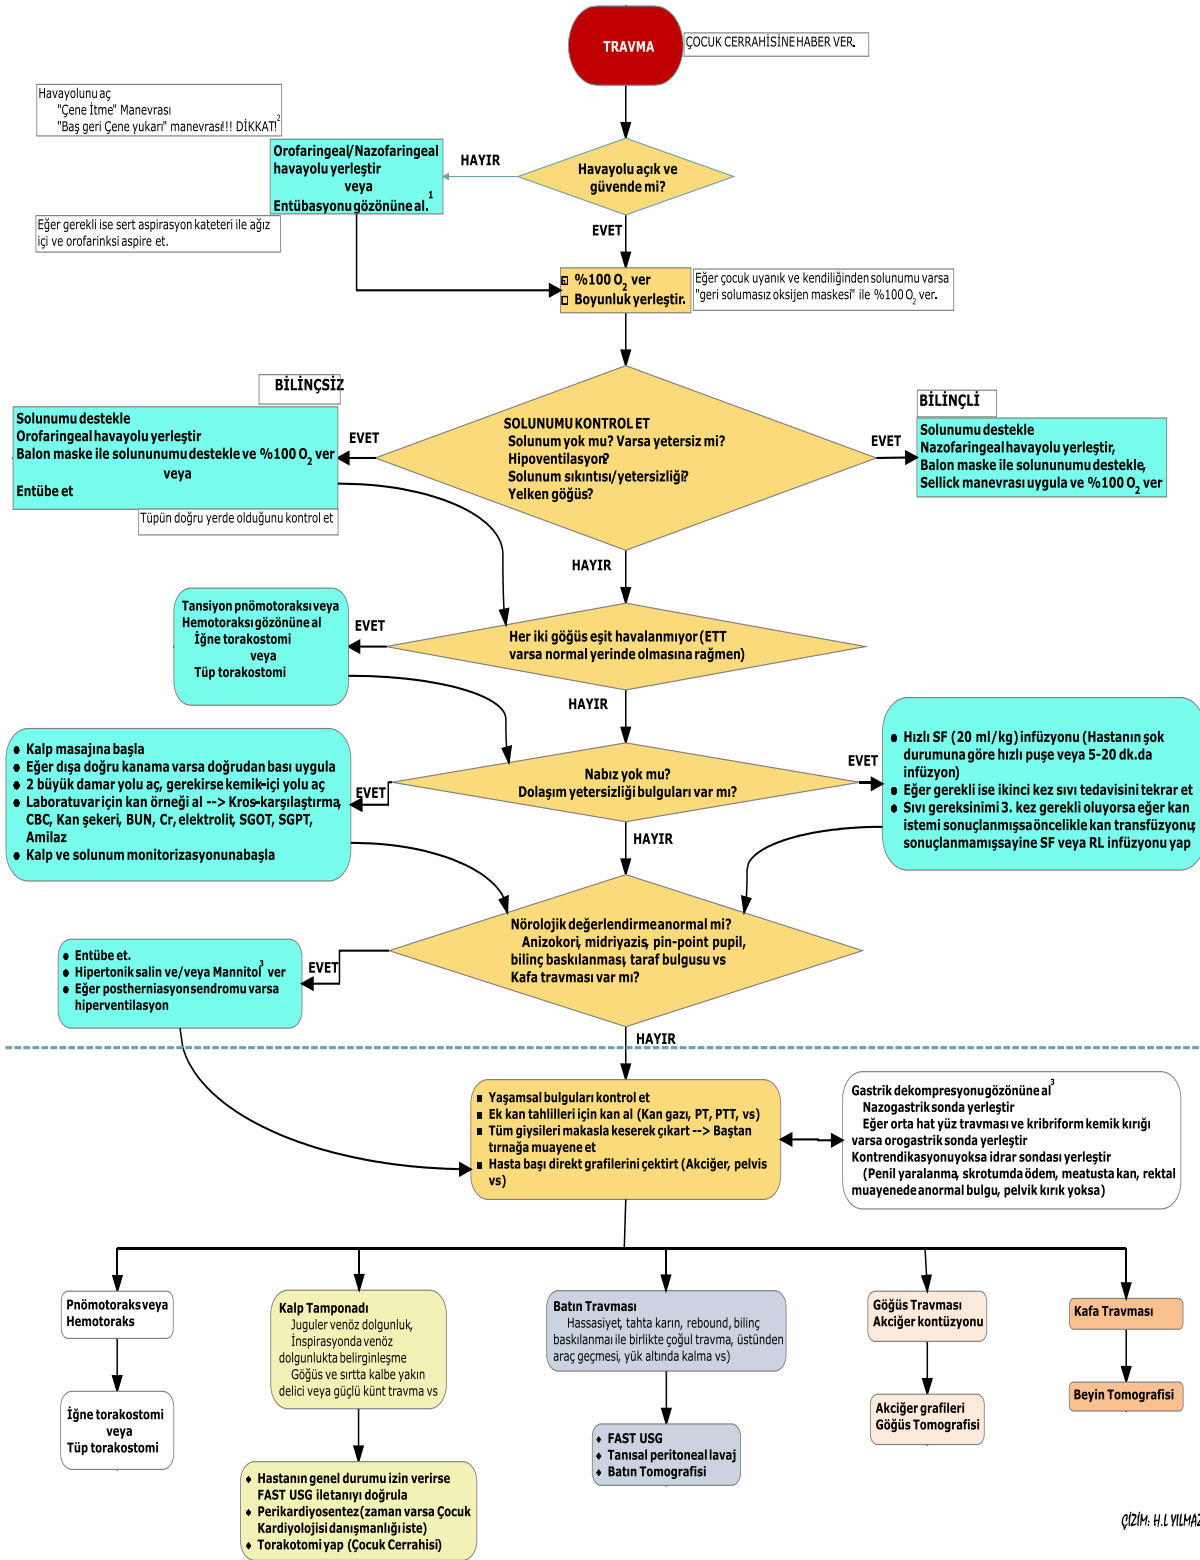 TRAVMA
ÇOCUK CERRAHİSİNE HABER VER.
Havayolunu aç
"Çene İtme" Manevrası
"Baş geri Çene yukarı" manevrası!!! DİKKAT!2
Orofaringeal/Nazofaringeal
havayolu yerleştir
veya
Entübasyonu gözönüne al.1
HAYIR
Havayolu açık ve
güvende mi?
Eğer gerekli ise sert aspirasyon kateteri ile ağız
içi ve orofarinksi aspire et.
EVET
%100 O2 ver
Boyunluk yerleştir.
Eğer çocuk uyanık ve kendiliğinden solunumu varsa
"geri solumasız oksijen maskesi" ile %100 O2 ver.
BİLİNÇSİZ
Solunumu destekle
Orofaringeal havayolu yerleştir
Balon maske ile solununumu destekle ve %100 O2 ver
veya
Entübe et
Tüpün doğru yerde olduğunu kontrol et
EVET
SOLUNUMU KONTROL ET
Solunum yok mu? Varsa yetersiz mi?
Hipoventilasyon?
Solunum sıkıntısı/yetersizliği?
Yelken göğüs?
EVET
BİLİNÇLİ
Solunumu destekle
Nazofaringeal havayolu yerleştir,
Balon maske ile solununumu destekle,
Sellick manevrası uygula ve %100 O2 ver
HAYIR
Tansiyon pnömotoraksı veya
Hemotoraksı gözönüne al
İğne torakostomi
veya
Tüp torakostomi
EVET
Her iki göğüs eşit havalanmıyor (ETT
varsa normal yerinde olmasına rağmen)
HAYIR
● Kalp masajına başla
● Eğer dışa doğru kanama varsa doğrudan bası uygula
● 2 büyük damar yolu aç, gerekirse kemik-içi yolu aç
● Laboratuvar için kan örneği al --> Kros-karşılaştırma,
CBC, Kan şekeri, BUN, Cr, elektrolit, SGOT, SGPT,
Amilaz
● Kalp ve solunum monitorizasyonuna başla
EVET
Nabız yok mu?
Dolaşım yetersizliği bulguları var mı?
EVET
● Hızlı SF (20 ml/kg) infüzyonu (Hastanın şok
durumuna göre hızlı puşe veya 5-20 dk.da
infüzyon)
● Eğer gerekli ise ikinci kez sıvı tedavisini tekrar et
● Sıvı gereksinimi 3. kez gerekli oluyorsa eğer kan
istemi sonuçlanmışsa öncelikle kan transfüzyonu;
sonuçlanmamışsa yine SF veya RL infüzyonu yap
HAYIR
Nörolojik değerlendirme anormal mi?
Anizokori, midriyazis, pin-point pupil,
bilinç baskılanması, taraf bulgusu vs
Kafa travması var mı?
● Entübe et.
● Hipertonik salin ve/veya Mannitol3 ver
● Eğer postherniasyon sendromu varsa
hiperventilasyon
EVET
HAYIR
▪ Yaşamsal bulguları kontrol et
▪ Ek kan tahlilleri için kan al (Kan gazı, PT, PTT, vs)
▪ Tüm giysileri makasla keserek çıkart --> Baştan
tırnağa muayene et
▪ Hasta başı direkt grafilerini çektirt (Akciğer, pelvis
vs)
Gastrik dekompresyonu gözönüne al3
Nazogastrik sonda yerleştir
Eğer orta hat yüz travması ve kribriform kemik kırığı
varsa orogastrik sonda yerleştir
Kontrendikasyonu yoksa idrar sondası yerleştir
(Penil yaralanma, skrotumda ödem, meatusta kan, rektal
muayenede anormal bulgu, pelvik kırık yoksa)
Pnömotoraks veya
Hemotoraks
İğne torakostomi
veya
Tüp torakostomi
Kalp Tamponadı
Juguler venöz dolgunluk,
İnspirasyonda venöz
dolgunlukta belirginleşme
Göğüs ve sırtta kalbe yakın
delici veya güçlü künt travma vs
♦ Hastanın genel durumu izin verirse
FAST USG ile tanıyı doğrula
♦ Perikardiyosentez (zaman varsa Çocuk
Kardiyolojisi danışmanlığı iste)
♦ Torakotomi yap (Çocuk Cerrahisi)
Batın Travması
Hassasiyet, tahta karın, rebound, bilinç
baskılanmaı ile birlikte çoğul travma, üstünden
araç geçmesi, yük altında kalma vs)
♦ FAST USG
♦ Tanısal peritoneal lavaj
♦ Batın Tomografisi
Göğüs Travması
Akciğer kontüzyonu
Akciğer grafileri
Göğüs Tomografisi
Kafa Travması
Beyin Tomografisi
ÇİZİM: H.L YILMAZ